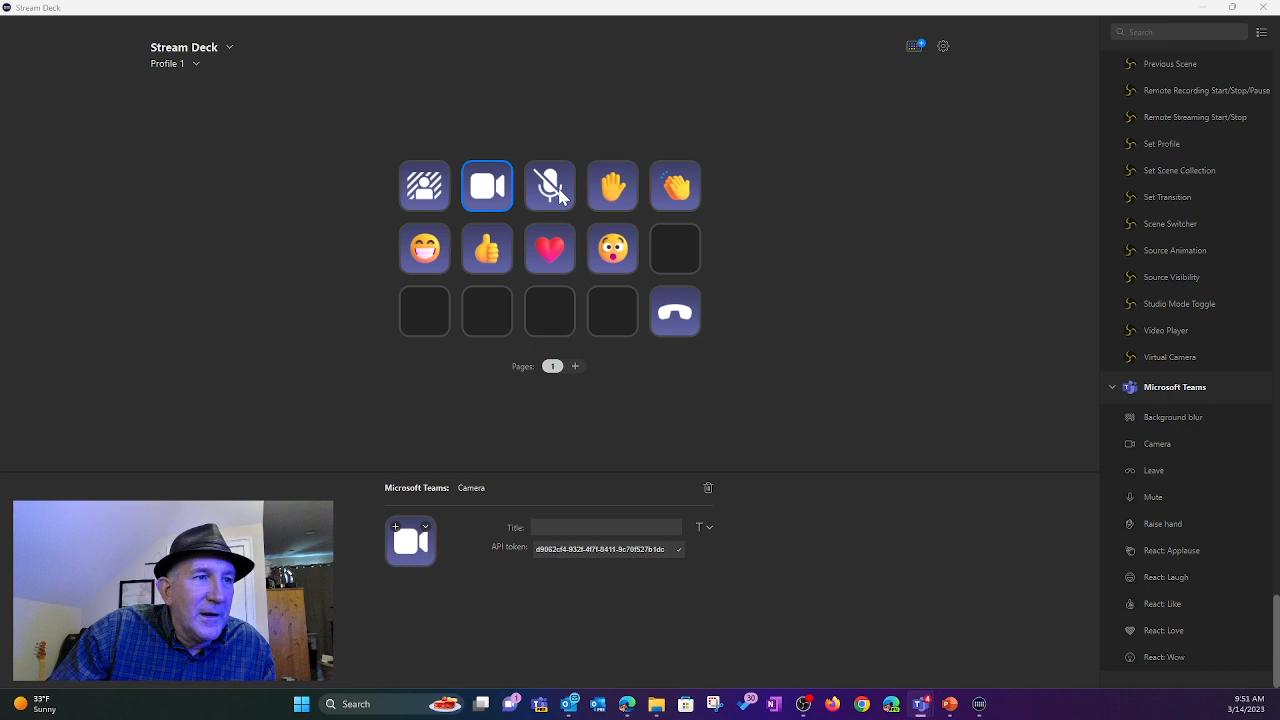 Stream Deck
Search
Stream Deck
Profile 1
Previous Scene
Remote Recording Start/Stop/Pause
Remote Streaming Start/Stop
Set Profile
Set Scene Collection
Set Transition
Scene Switcher
Source Animation
Source Visibility
Studio Mode Toggle
Video Player
Virtual Camera
Pages: 1 +
Microsoft Teams
Background blur
Camera
Leave
Mute
Raise hand
React: Applause
React: Laugh
React: Like
React: Love
React: Wow
Microsoft Teams: Camera
Title:
T
API token:
33°F
Sunny
Search
1
30
4
9:51 AM
3/14/2023